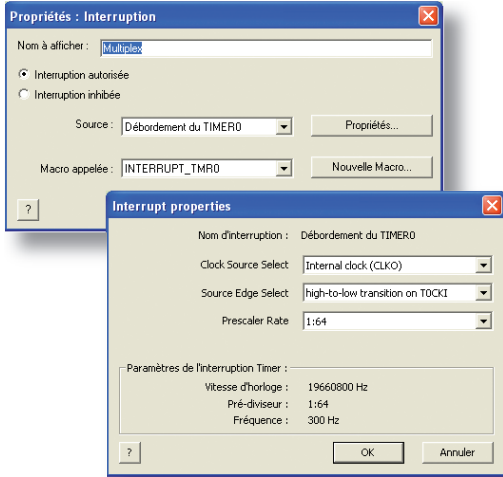 Propriétés : Interruption
Nom à afficher : Multiplex
Interruption autorisée
Interruption inhibée
Source : Débordement du TIMER0 Propriétés...
Macro appelée : INTERRUPT_TMR0 Nouvelle Macro...
?
Interrupt properties
Nom d'interruption : Débordement du TIMER0
Clock Source Select Internal clock (CLKO)
Source Edge Select high-to-low transition on T0CKI
Prescaler Rate 1:64
Paramètres de l'interruption Timer :
Vitesse d'horloge : 19660800 Hz
Pré-diviseur : 1:64
Fréquence : 300 Hz
? OK Annuler